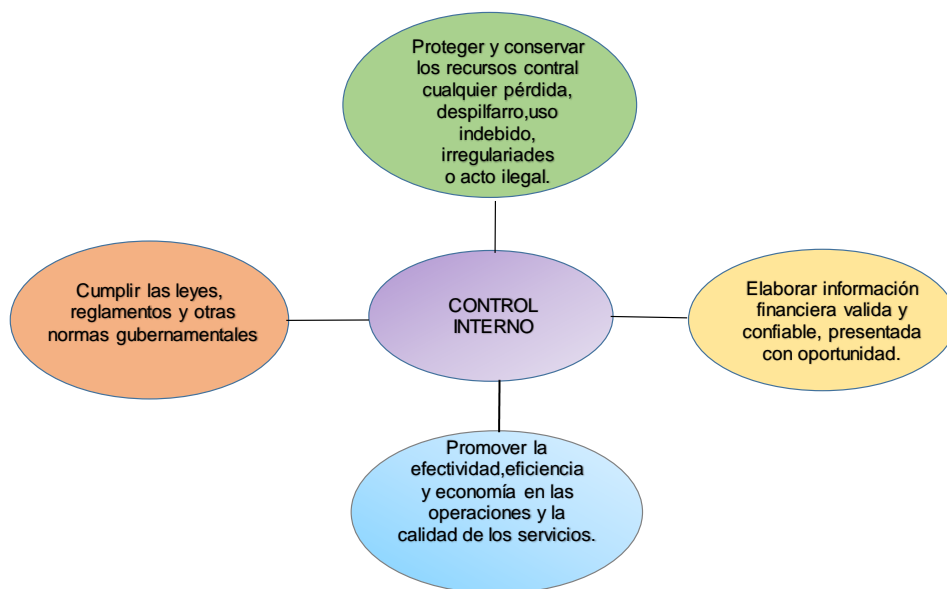 Proteger y conservar
los recursos contral
cualquier pérdida,
despilfarro,uso
indebido,
irregulariades
o acto ilegal.
Cumplir las leyes,
reglamentos y otras
normas gubernamentales
CONTROL
INTERNO
Elaborar información
financiera valida y
confiable, presentada
con oportunidad.
Promover la
efectividad,eficiencia
y economía en las
operaciones y la
calidad de los servicios.